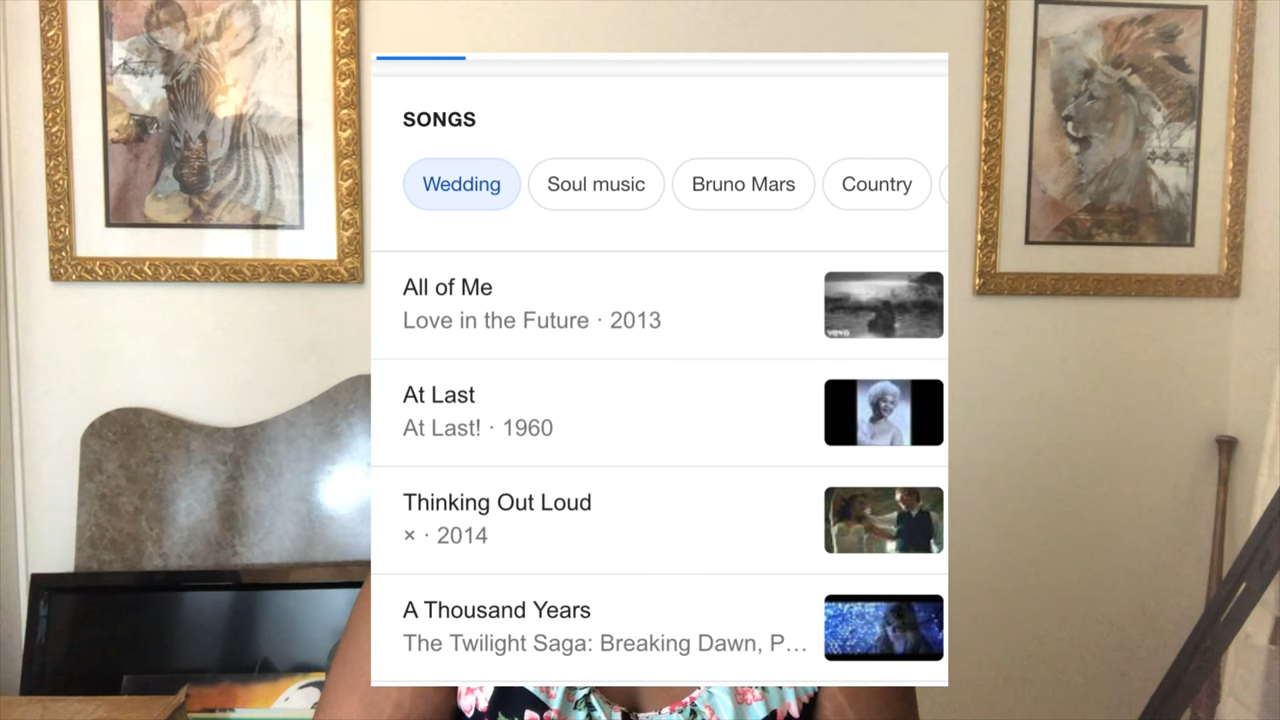 SONGS
Wedding Soul music Bruno Mars Country
All of Me
Love in the Future · 2013
vevo
At Last
At Last! · 1960
Thinking Out Loud
× · 2014
A Thousand Years
The Twilight Saga: Breaking Dawn, P...